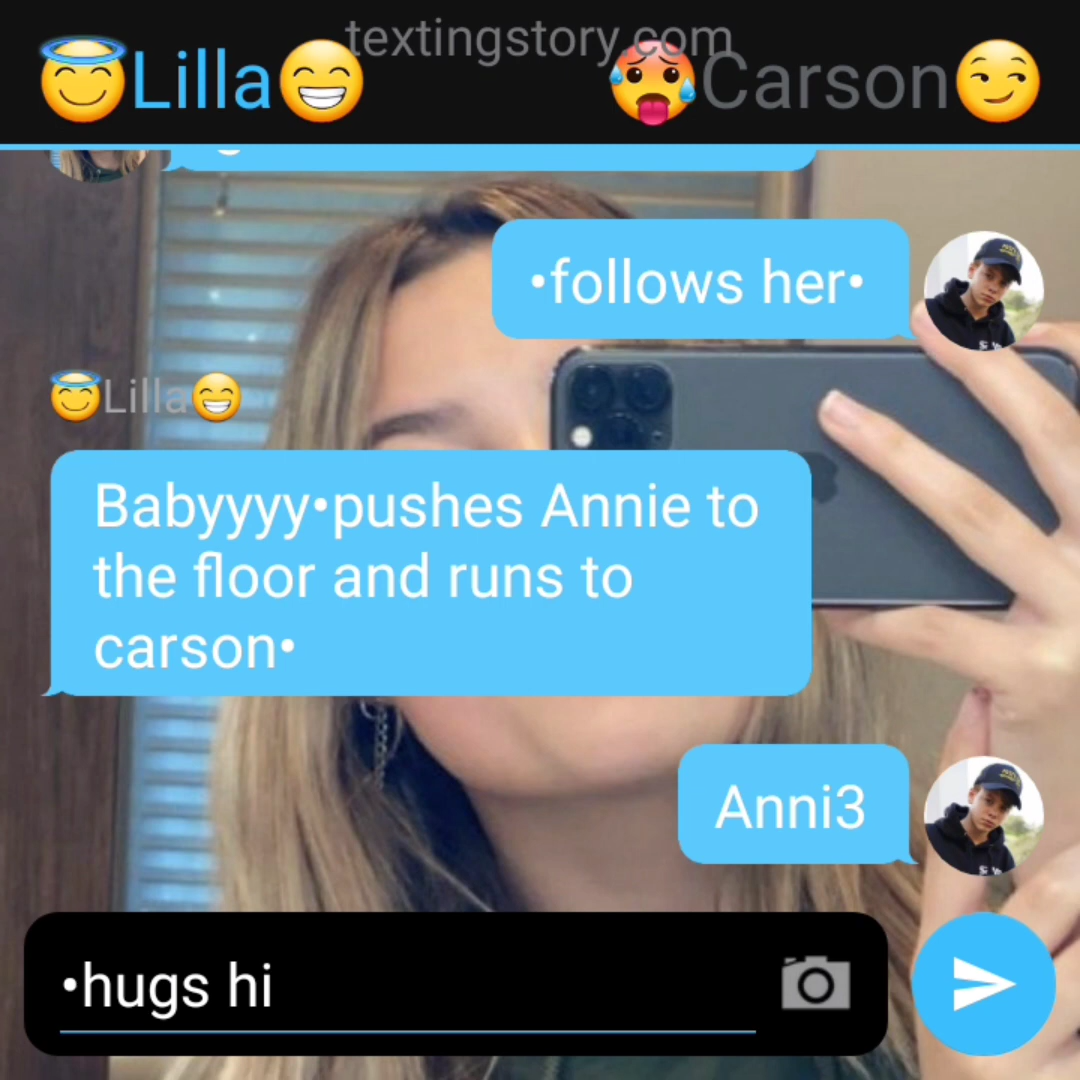 textingstory.com
😇Lilla😁 🥵Carson😏
•follows her•
😇Lilla😁
Babyyyy•pushes Annie to
the floor and runs to
carson•
Anni3
•hugs hi